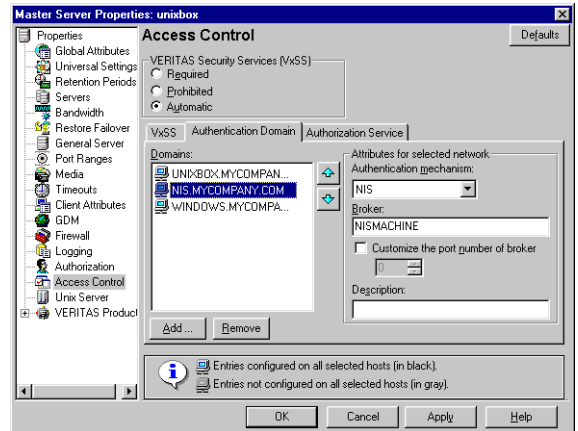 Master Server Properties: unixbox
Properties
Global Attributes
Universal Settings
Retention Periods
Servers
Bandwidth
Restore Failover
General Server
Port Ranges
Media
Timeouts
Client Attributes
GDM
Firewall
Logging
Authorization
Access Control
Unix Server
VERITAS Product
Access Control
Defaults
VERITAS Security Services (VxSS)
Required
Prohibited
Automatic
VxSS Authentication Domain Authorization Service
Domains:
UNIXBOX.MYCOMPAN...
NIS.MYCOMPANY.COM
WINDOWS.MYCOMPA...
Add ... Remove
Attributes for selected network
Authentication mechanism:
NIS
Broker:
NISMACHINE
Customize the port number of broker
0
Description:
Entries configured on all selected hosts (in black).
Entries not configured on all selected hosts (in gray).
OK Cancel Apply Help